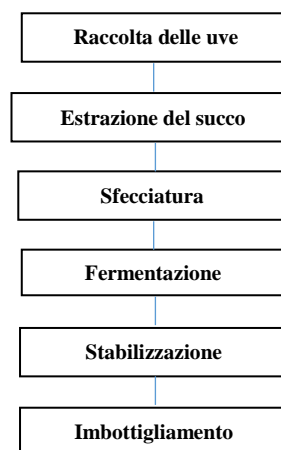 Raccolta delle uve
Estrazione del succo
Sfecciatura
Fermentazione
Stabilizzazione
Imbottigliamento